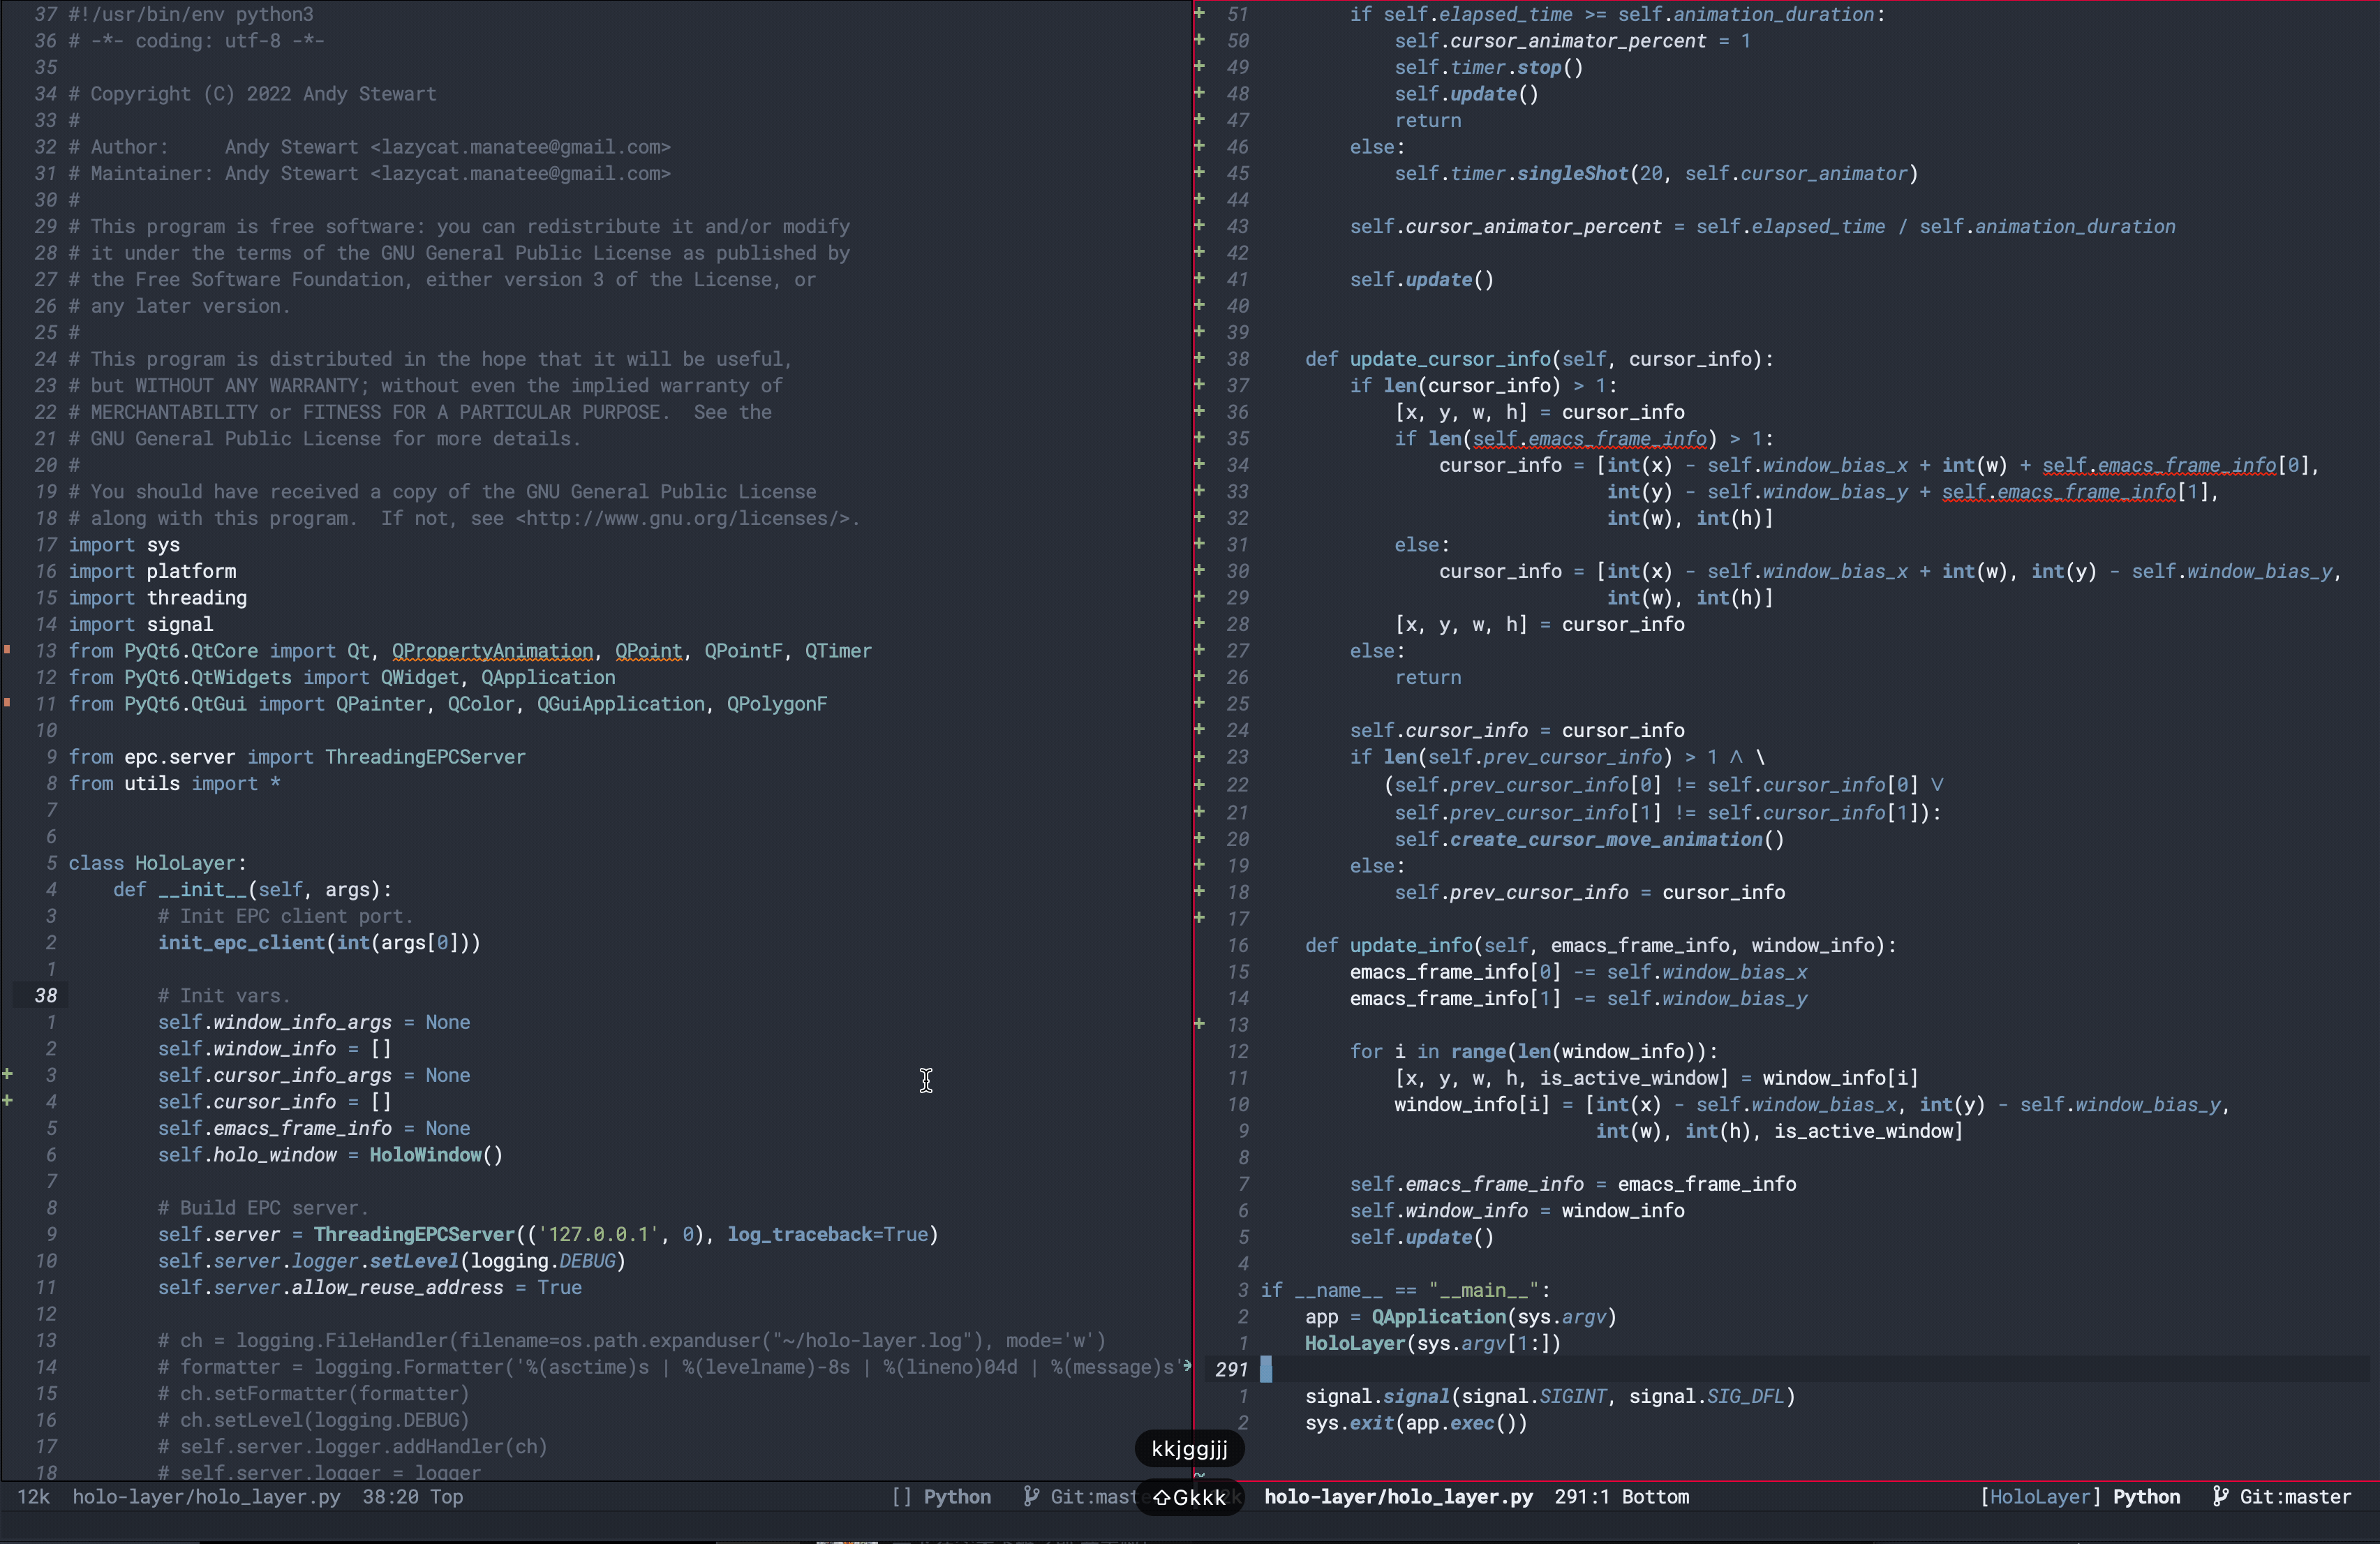 37 #!/usr/bin/env python3
36 # -*- coding: utf-8 -*-
35
34 # Copyright (C) 2022 Andy Stewart
33 #
32 # Author:     Andy Stewart <lazycat.manatee@gmail.com>
31 # Maintainer: Andy Stewart <lazycat.manatee@gmail.com>
30 #
29 # This program is free software: you can redistribute it and/or modify
28 # it under the terms of the GNU General Public License as published by
27 # the Free Software Foundation, either version 3 of the License, or
26 # any later version.
25 #
24 # This program is distributed in the hope that it will be useful,
23 # but WITHOUT ANY WARRANTY; without even the implied warranty of
22 # MERCHANTABILITY or FITNESS FOR A PARTICULAR PURPOSE.  See the
21 # GNU General Public License for more details.
20 #
19 # You should have received a copy of the GNU General Public License
18 # along with this program.  If not, see <http://www.gnu.org/licenses/>.
17 import sys
16 import platform
15 import threading
14 import signal
13 from PyQt6.QtCore import Qt, QPropertyAnimation, QPoint, QPointF, QTimer
12 from PyQt6.QtWidgets import QWidget, QApplication
11 from PyQt6.QtGui import QPainter, QColor, QGuiApplication, QPolygonF
10
9 from epc.server import ThreadingEPCServer
8 from utils import *
7
6
5 class HoloLayer:
4     def __init__(self, args):
3         # Init EPC client port.
2         init_epc_client(int(args[0]))
1
38         # Init vars.
1         self.window_info_args = None
2         self.window_info = []
+ 3         self.cursor_info_args = None
+ 4         self.cursor_info = []
5         self.emacs_frame_info = None
6         self.holo_window = HoloWindow()
7
8         # Build EPC server.
9         self.server = ThreadingEPCServer(('127.0.0.1', 0), log_traceback=True)
10         self.server.logger.setLevel(logging.DEBUG)
11         self.server.allow_reuse_address = True
12
13         # ch = logging.FileHandler(filename=os.path.expanduser("~/holo-layer.log"), mode='w')
14         # formatter = logging.Formatter('%(asctime)s | %(levelname)-8s | %(lineno)04d | %(message)s'
15         # ch.setFormatter(formatter)
16         # ch.setLevel(logging.DEBUG)
17         # self.server.logger.addHandler(ch)
18         # self.server.logger = logger
12k  holo-layer/holo_layer.py  38:20 Top  [] Python  Git:maste
+ 51         if self.elapsed_time >= self.animation_duration:
+ 50             self.cursor_animator_percent = 1
+ 49             self.timer.stop()
+ 48             self.update()
+ 47             return
+ 46         else:
+ 45             self.timer.singleShot(20, self.cursor_animator)
+ 44
+ 43         self.cursor_animator_percent = self.elapsed_time / self.animation_duration
+ 42
+ 41         self.update()
+ 40
+ 39
+ 38     def update_cursor_info(self, cursor_info):
+ 37         if len(cursor_info) > 1:
+ 36             [x, y, w, h] = cursor_info
+ 35             if len(self.emacs_frame_info) > 1:
+ 34                 cursor_info = [int(x) - self.window_bias_x + int(w) + self.emacs_frame_info[0],
+ 33                                int(y) - self.window_bias_y + self.emacs_frame_info[1],
+ 32                                int(w), int(h)]
+ 31             else:
+ 30                 cursor_info = [int(x) - self.window_bias_x + int(w), int(y) - self.window_bias_y,
+ 29                                int(w), int(h)]
+ 28             [x, y, w, h] = cursor_info
+ 27         else:
+ 26             return
+ 25
+ 24         self.cursor_info = cursor_info
+ 23         if len(self.prev_cursor_info) > 1 ∧ \
+ 22            (self.prev_cursor_info[0] != self.cursor_info[0] ∨
+ 21             self.prev_cursor_info[1] != self.cursor_info[1]):
+ 20             self.create_cursor_move_animation()
+ 19         else:
+ 18             self.prev_cursor_info = cursor_info
+ 17
16     def update_info(self, emacs_frame_info, window_info):
15         emacs_frame_info[0] -= self.window_bias_x
14         emacs_frame_info[1] -= self.window_bias_y
+ 13
12         for i in range(len(window_info)):
11             [x, y, w, h, is_active_window] = window_info[i]
10             window_info[i] = [int(x) - self.window_bias_x, int(y) - self.window_bias_y,
9                               int(w), int(h), is_active_window]
8
7         self.emacs_frame_info = emacs_frame_info
6         self.window_info = window_info
5         self.update()
4
3 if __name__ == "__main__":
2     app = QApplication(sys.argv)
1     HoloLayer(sys.argv[1:])
291
1     signal.signal(signal.SIGINT, signal.SIG_DFL)
2     sys.exit(app.exec())
~
kkjggjjj
⇧Gkkk
k  holo-layer/holo_layer.py  291:1 Bottom  [HoloLayer] Python  Git:master